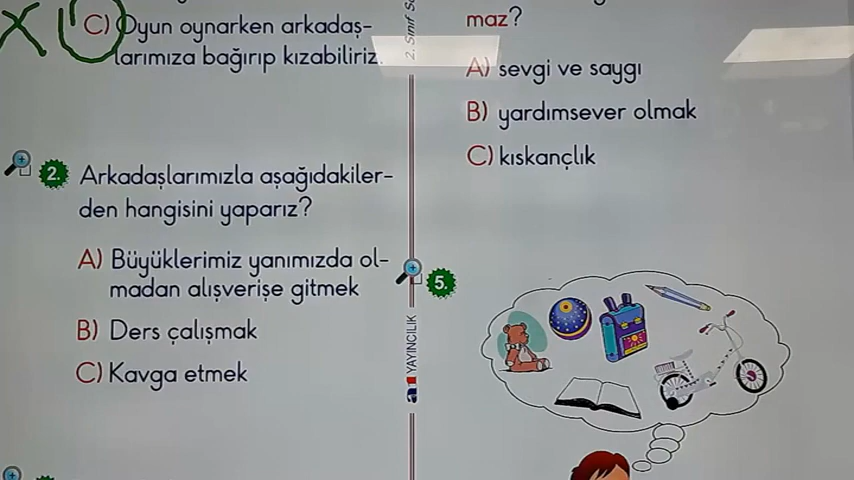 C) Oyun oynarken arkadaş-
larımıza bağırıp kızabiliriz.
2. Arkadaşlarımızla aşağıdakiler-
den hangisini yaparız?
A) Büyüklerimiz yanımızda ol-
madan alışverişe gitmek
B) Ders çalışmak
C) Kavga etmek
2. Sınıf
YAYINCILIK
maz?
A) sevgi ve saygı
B) yardımsever olmak
C) kıskançlık
5.